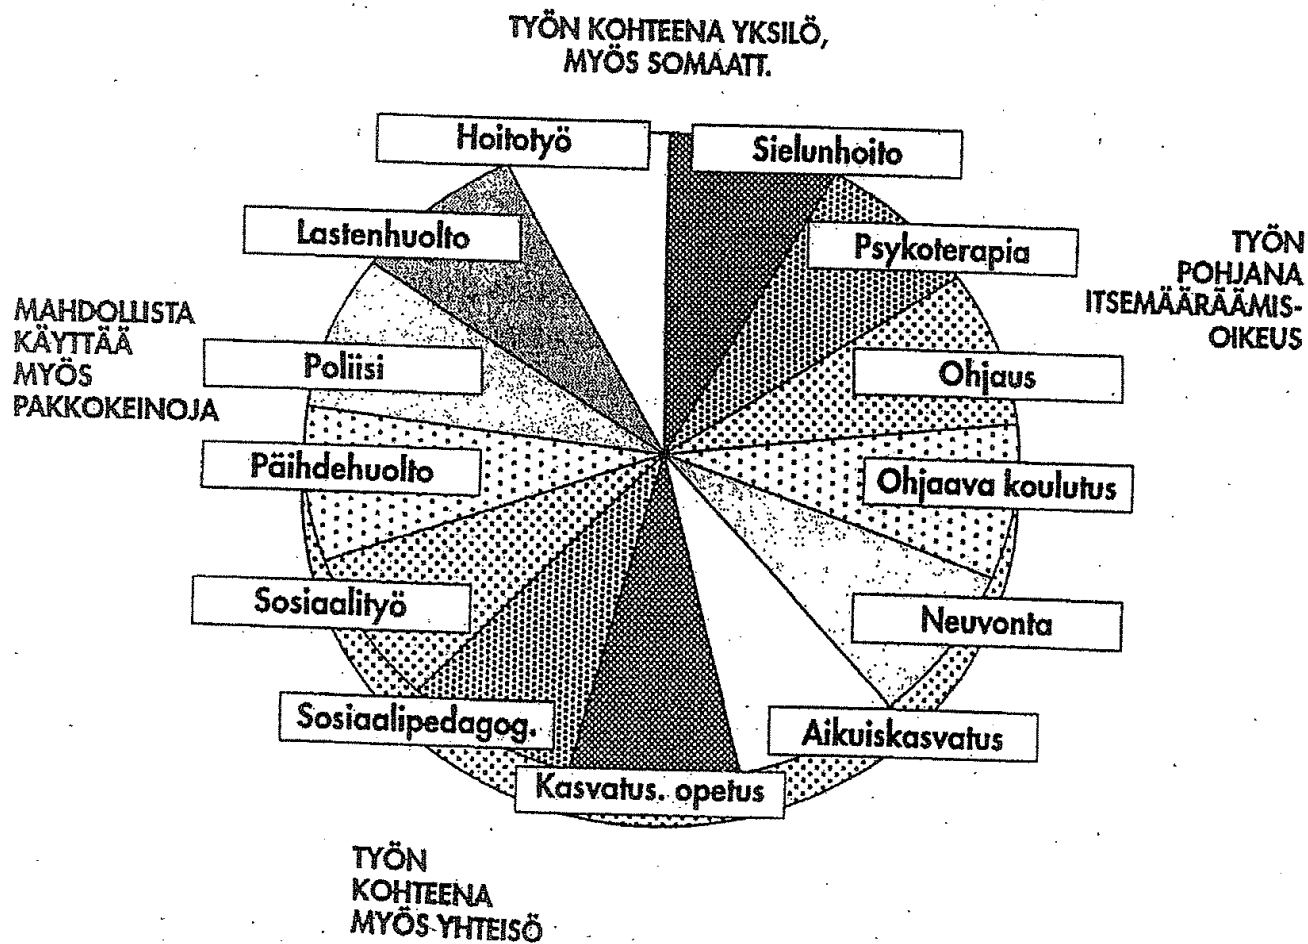 TYÖN KOHTEENA YKSILÖ,
MYÖS SOMAATT.
Hoitotyö
Sielunhoito
Lastenhuolto
Psykoterapia
TYÖN
POHJANA
ITSEMÄÄRÄÄMIS-
OIKEUS
MAHDOLLISTA
KÄYTTÄÄ
MYÖS
PAKKOKEINOJA
Poliisi
Ohjaus
Päihdehuolto
Ohjaava koulutus
Sosiaalityö
Neuvonta
Sosiaalipedagog.
Aikuiskasvatus
Kasvatus. opetus
TYÖN
KOHTEENA
MYÖS YHTEISÖ